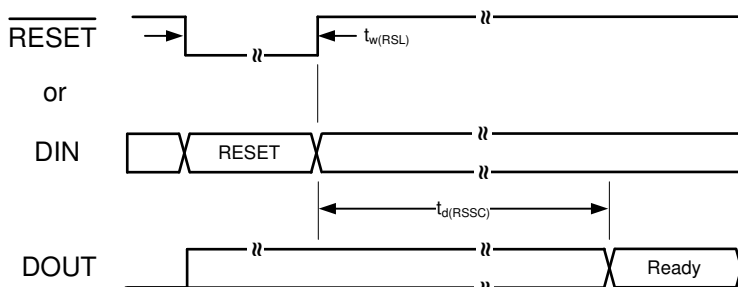 RESET
t_w(RSL)
or
DIN
RESET
t_d(RSSC)
DOUT
Ready